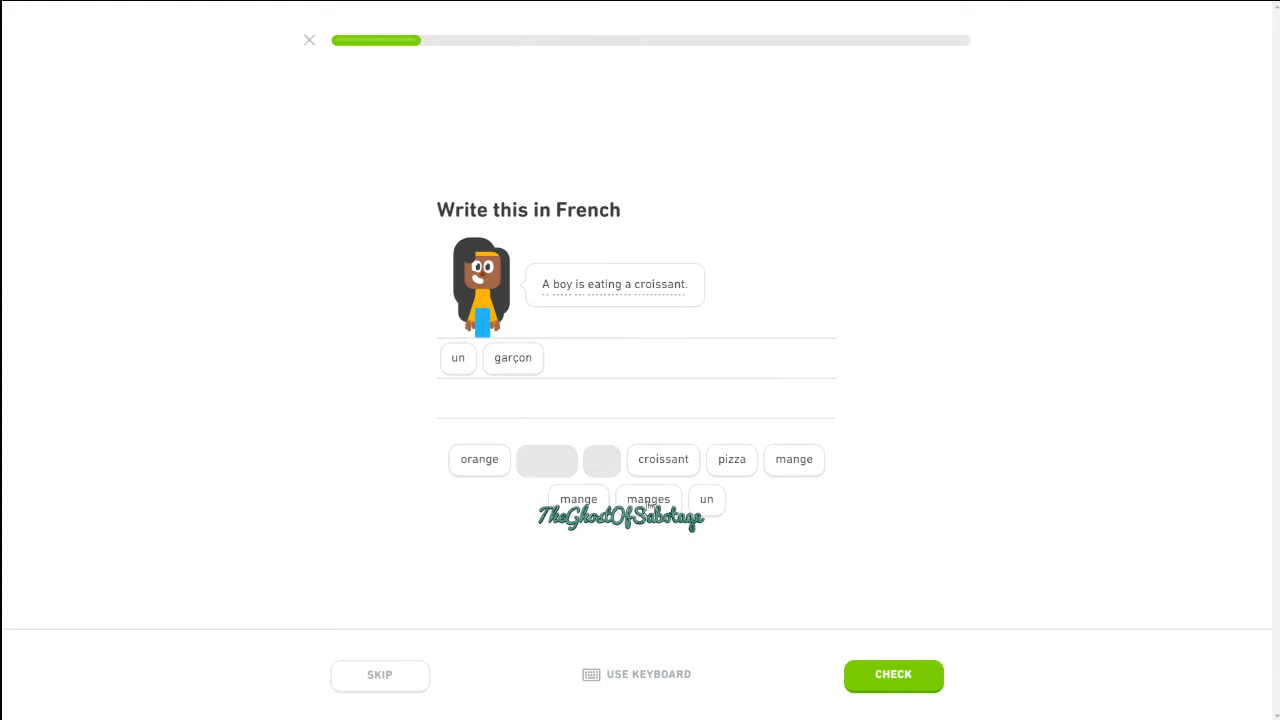 Write this in French
A boy is eating a croissant.
un garçon
orange croissant pizza mange
mange manges un
TheGhostOfSabotage
SKIP USE KEYBOARD CHECK